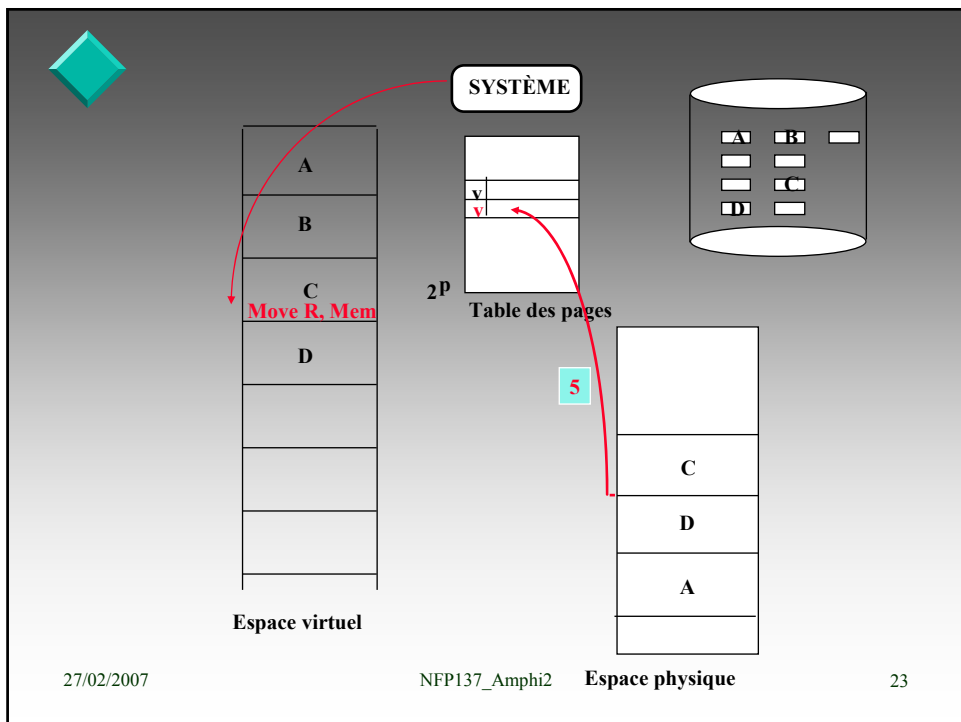 SYSTÈME
A
B
C
Move R, Mem
D
v
v
2p
Table des pages
A B
C
D
5
C
D
A
Espace virtuel
Espace physique
27/02/2007
NFP137_Amphi2
23